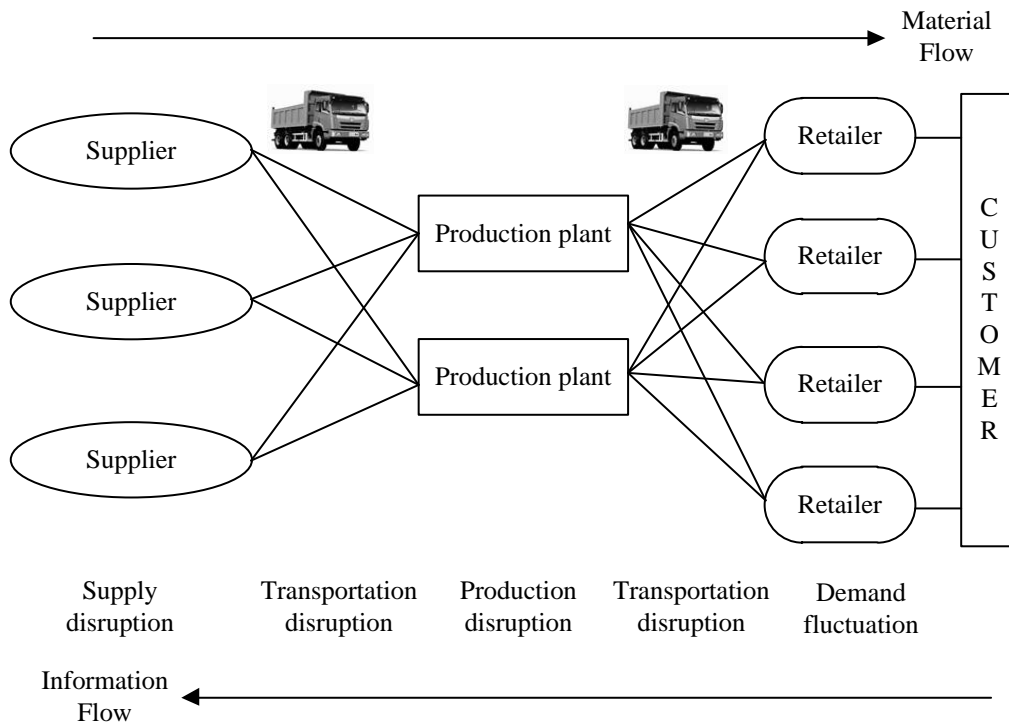 Material
Flow
Supplier
Retailer
Production plant
Retailer
Supplier
Production plant
Retailer
Supplier
Retailer
C
U
S
T
O
M
E
R
Supply
disruption
Transportation
disruption
Production
disruption
Transportation
disruption
Demand
fluctuation
Information
Flow